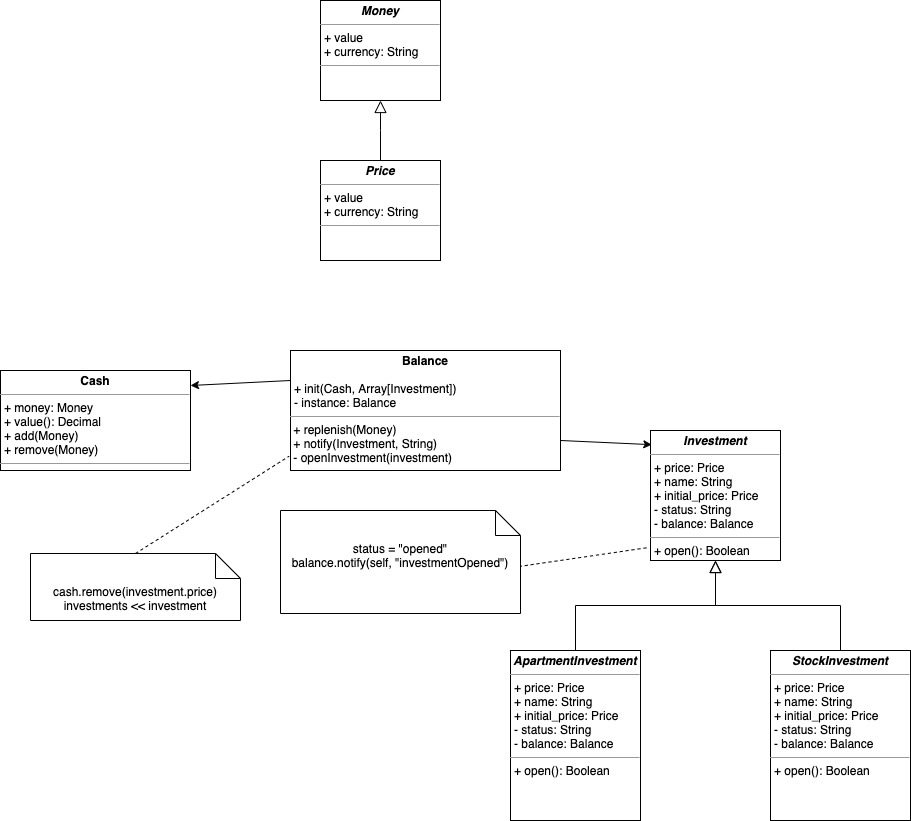 Money
+ value
+ currency: String
Price
+ value
+ currency: String
Cash
+ money: Money
+ value(): Decimal
+ add(Money)
+ remove(Money)
Balance
+ init(Cash, Array[Investment])
- instance: Balance
+ replenish(Money)
+ notify(Investment, String)
- openInvestment(investment)
Investment
+ price: Price
+ name: String
+ initial_price: Price
- status: String
- balance: Balance
+ open(): Boolean
cash.remove(investment.price)
investments << investment
status = "opened"
balance.notify(self, "investmentOpened")
ApartmentInvestment
+ price: Price
+ name: String
+ initial_price: Price
- status: String
- balance: Balance
+ open(): Boolean
StockInvestment
+ price: Price
+ name: String
+ initial_price: Price
- status: String
- balance: Balance
+ open(): Boolean